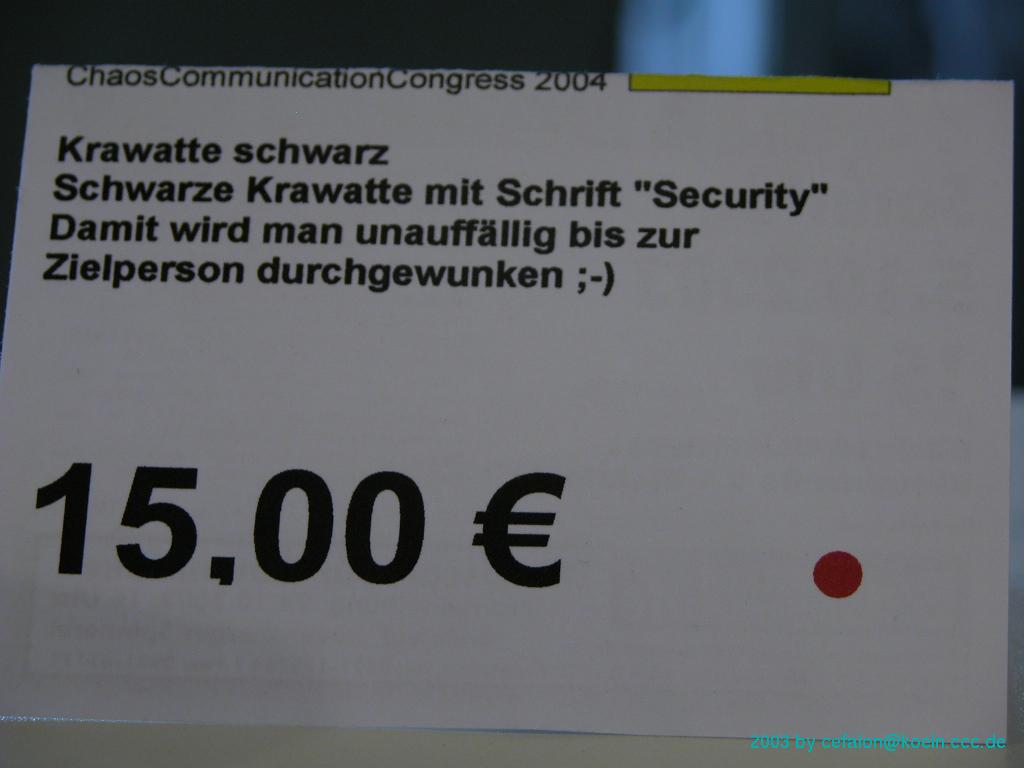 ChaosCommunicationCongress 2004
Krawatte schwarz
Schwarze Krawatte mit Schrift "Security"
Damit wird man unauffällig bis zur
Zielperson durchgewunken ;-)
15,00 €
2003 by cefalon@koeln.ccc.de